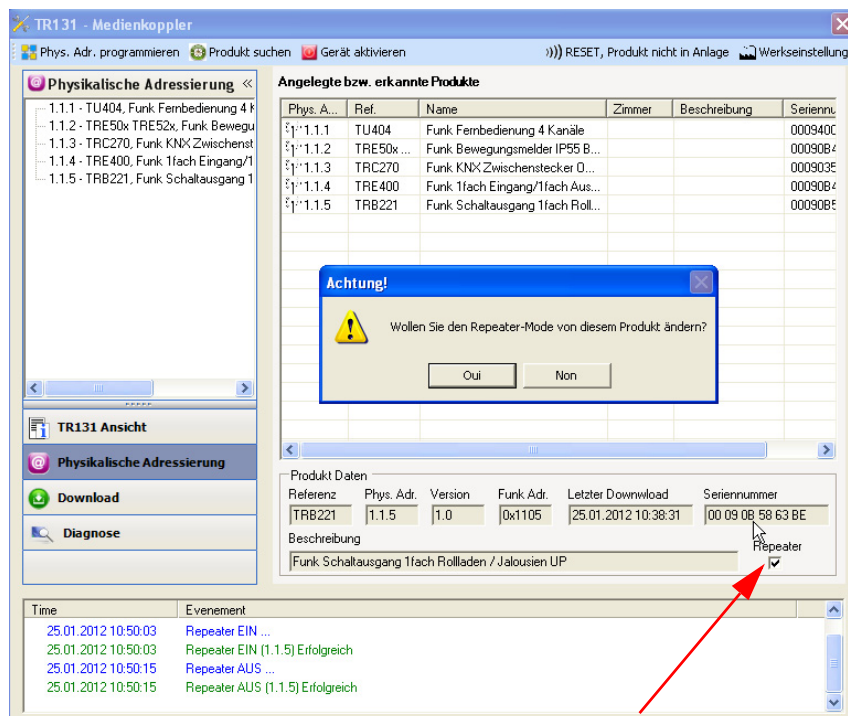 TR131 - Medienkoppler
Phys. Adr. programmieren Produkt suchen Gerät aktivieren RESET, Produkt nicht in Anlage Werkseinstellung
Physikalische Adressierung
1.1.1 - TU404, Funk Fernbedienung 4 K
1.1.2 - TRE50x TRE52x, Funk Bewegu
1.1.3 - TRC270, Funk KNX Zwischenst
1.1.4 - TRE400, Funk 1fach Eingang/1
1.1.5 - TRB221, Funk Schaltausgang 1
TR131 Ansicht
Physikalische Adressierung
Download
Diagnose
Angelegte bzw. erkannte Produkte
Phys. A... Ref. Name Zimmer Beschreibung Seriennu
1.1.1 TU404 Funk Fernbedienung 4 Kanäle 0009400
1.1.2 TRE50x ... Funk Bewegungsmelder IP55 B... 00090B4
1.1.3 TRC270 Funk KNX Zwischenstecker 0... 0009035
1.1.4 TRE400 Funk 1fach Eingang/1fach Aus... 00090B4
1.1.5 TRB221 Funk Schaltausgang 1fach Roll... 00090B5
Achtung!
Wollen Sie den Repeater-Mode von diesem Produkt ändern?
Oui Non
Produkt Daten
Referenz Phys. Adr. Version Funk Adr. Letzter Downwload Seriennummer
TRB221 1.1.5 1.0 0x1105 25.01.2012 10:38:31 00 09 0B 58 63 BE
Beschreibung
Repeater
Funk Schaltausgang 1fach Rollladen / Jalousien UP
Time Evenement
25.01.2012 10:50:03 Repeater EIN ...
25.01.2012 10:50:03 Repeater EIN (1.1.5) Erfolgreich
25.01.2012 10:50:15 Repeater AUS ...
25.01.2012 10:50:15 Repeater AUS (1.1.5) Erfolgreich